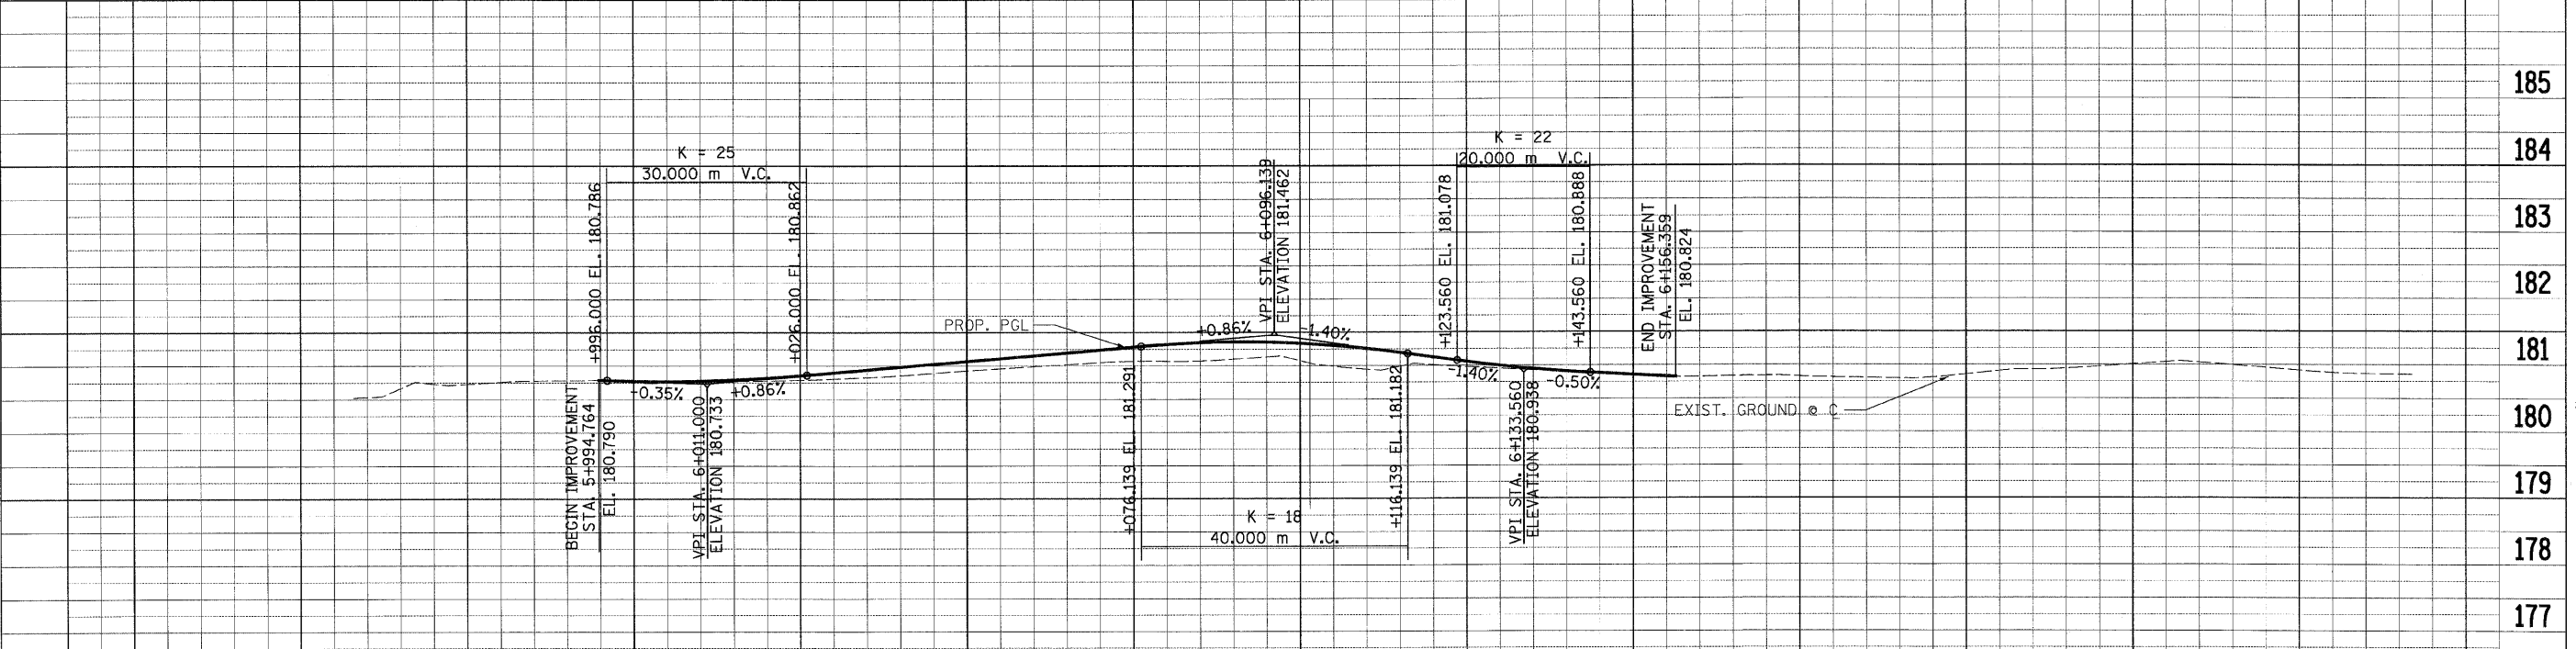 185
184
183
182
181
180
179
178
177
K = 25
30.000 m V.C.
+996.000 EL. 180.786
+026.000 EL. 180.862
BEGIN IMPROVEMENT
STA. 5+994.764
EL. 180.790
-0.35%
+0.86%
VPI STA. 6+011.000
ELEVATION 180.733
PROP. PGL
+076.139 EL. 181.291
VPI STA. 6+096.139
ELEVATION 181.462
+0.86%
-1.40%
+116.139 EL. 181.182
K = 18
40.000 m V.C.
K = 22
20.000 m V.C.
+123.560 EL. 181.078
+143.560 EL. 180.888
-1.40%
-0.50%
VPI STA. 6+133.560
ELEVATION 180.938
END IMPROVEMENT
STA. 6+156.359
EL. 180.824
EXIST. GROUND @ C